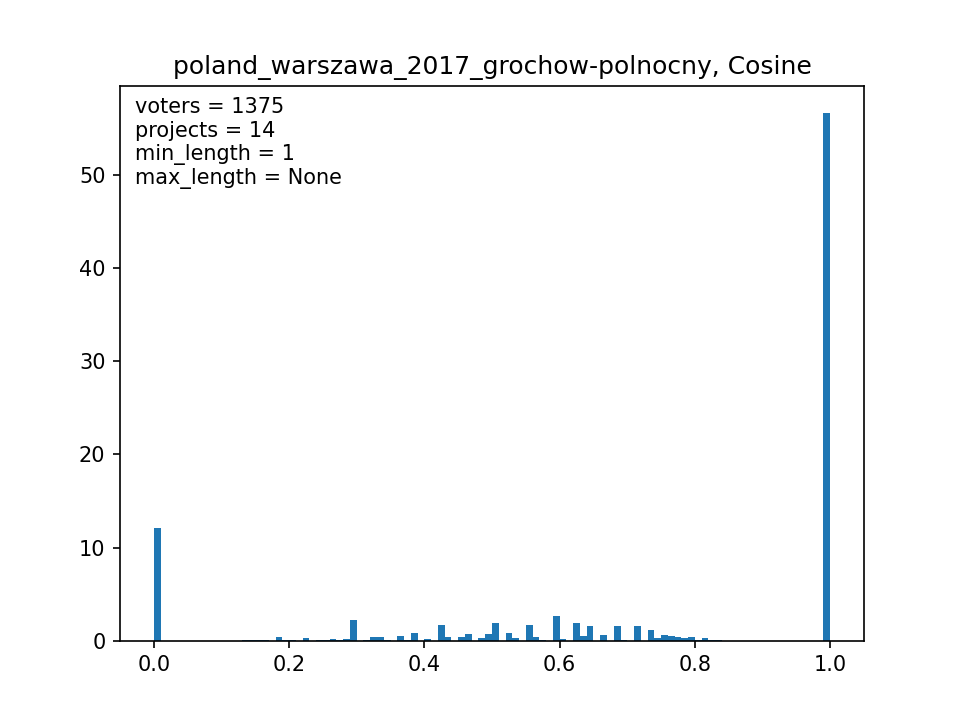 poland_warszawa_2017_grochow-polnocny, Cosine
voters = 1375
projects = 14
min_length = 1
max_length = None
50
40
30
20
10
0
0.0 0.2 0.4 0.6 0.8 1.0